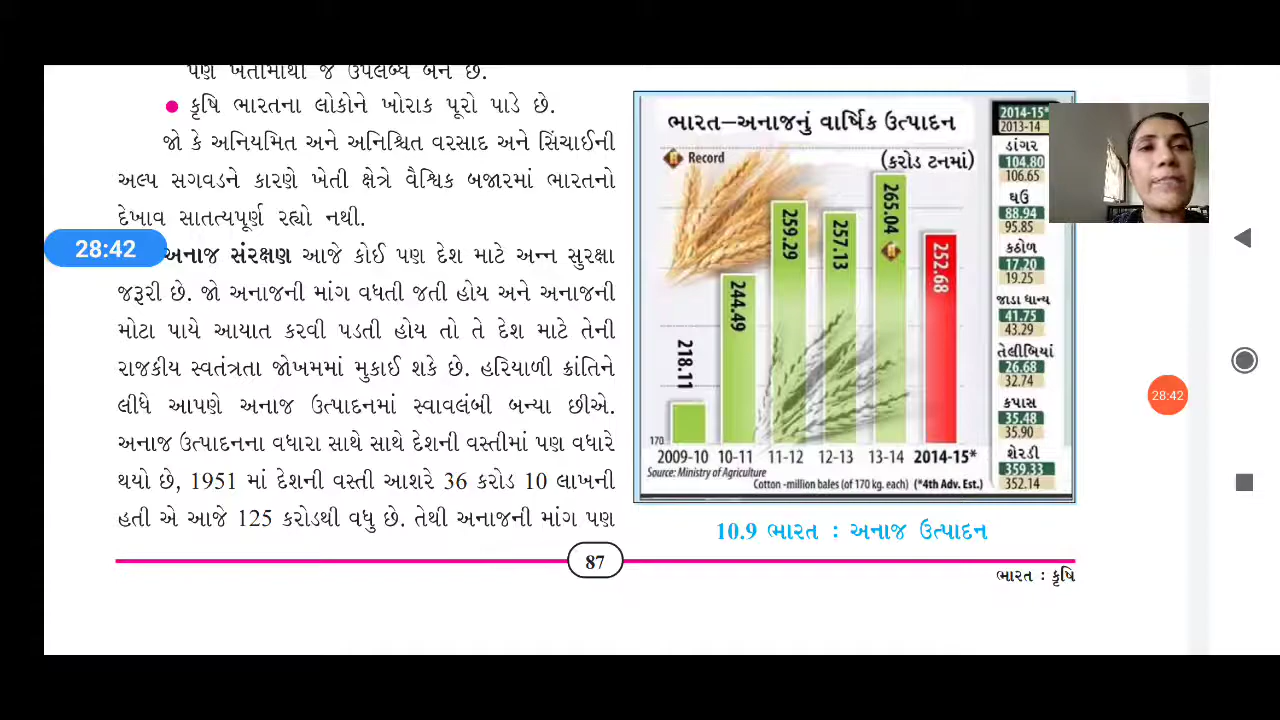 પણ ખેતીમાંથી જ ઉપલબ્ધ બને છે.
● કૃષિ ભારતના લોકોને ખોરાક પૂરો પાડે છે.
જો કે અનિયમિત અને અનિશ્ચિત વરસાદ અને સિંચાઈની
અલ્પ સગવડને કારણે ખેતી ક્ષેત્રે વૈશ્વિક બજારમાં ભારતનો
દેખાવ સાતત્યપૂર્ણ રહ્યો નથી.
28:42
અનાજ સંરક્ષણ આજે કોઈ પણ દેશ માટે અન્ન સુરક્ષા
જરૂરી છે. જો અનાજની માંગ વધતી જતી હોય અને અનાજની
મોટા પાયે આયાત કરવી પડતી હોય તો તે દેશ માટે તેની
રાજકીય સ્વતંત્રતા જોખમમાં મુકાઈ શકે છે. હરિયાળી ક્રાંતિને
લીધે આપણે અનાજ ઉત્પાદનમાં સ્વાવલંબી બન્યા છીએ.
અનાજ ઉત્પાદનના વધારા સાથે સાથે દેશની વસ્તીમાં પણ વધારે
થયો છે, 1951 માં દેશની વસ્તી આશરે 36 કરોડ 10 લાખની
હતી એ આજે 125 કરોડથી વધુ છે. તેથી અનાજની માંગ પણ
ભારત–અનાજનું વાર્ષિક ઉત્પાદન
R Record
(કરોડ ટનમાં)
218.11
244.49
259.29
257.13
265.04
R
252.68
170
2009-10 10-11 11-12 12-13 13-14 2014-15*
Source: Ministry of Agriculture
Cotton -million bales (of 170 kg. each) (*4th Adv. Est.)
2014-15*
2013-14
ડાંગર
104.80
106.65
ઘઉં
88.94
95.85
કઠોળ
17.20
19.25
જાડા ધાન્ય
41.75
43.29
તેલીબિયાં
26.68
32.74
કપાસ
35.48
35.90
શેરડી
359.33
352.14
28:42
10.9 ભારત : અનાજ ઉત્પાદન
87
ભારત : કૃષિ